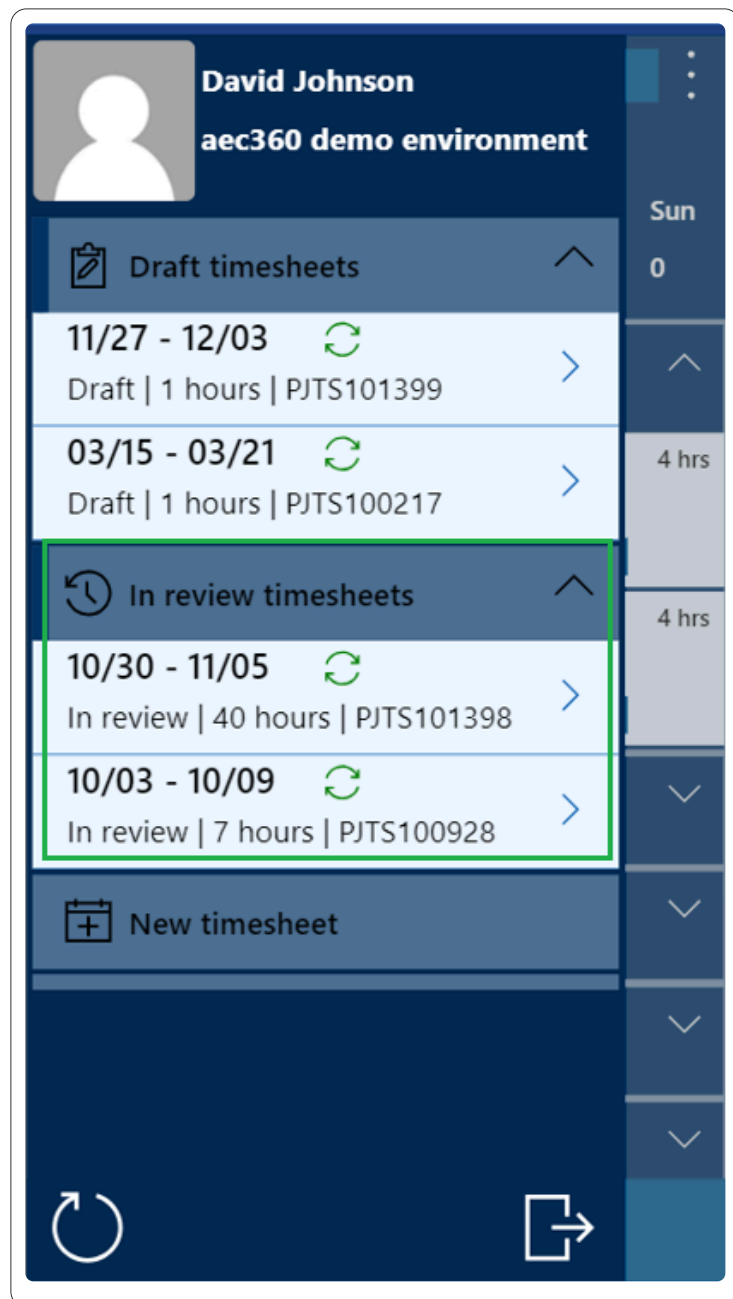 David Johnson
aec360 demo environment
Sun
0
Draft timesheets
11/27 - 12/03
Draft | 1 hours | PJTS101399
03/15 - 03/21
Draft | 1 hours | PJTS100217
4 hrs
In review timesheets
4 hrs
10/30 - 11/05
In review | 40 hours | PJTS101398
10/03 - 10/09
In review | 7 hours | PJTS100928
New timesheet